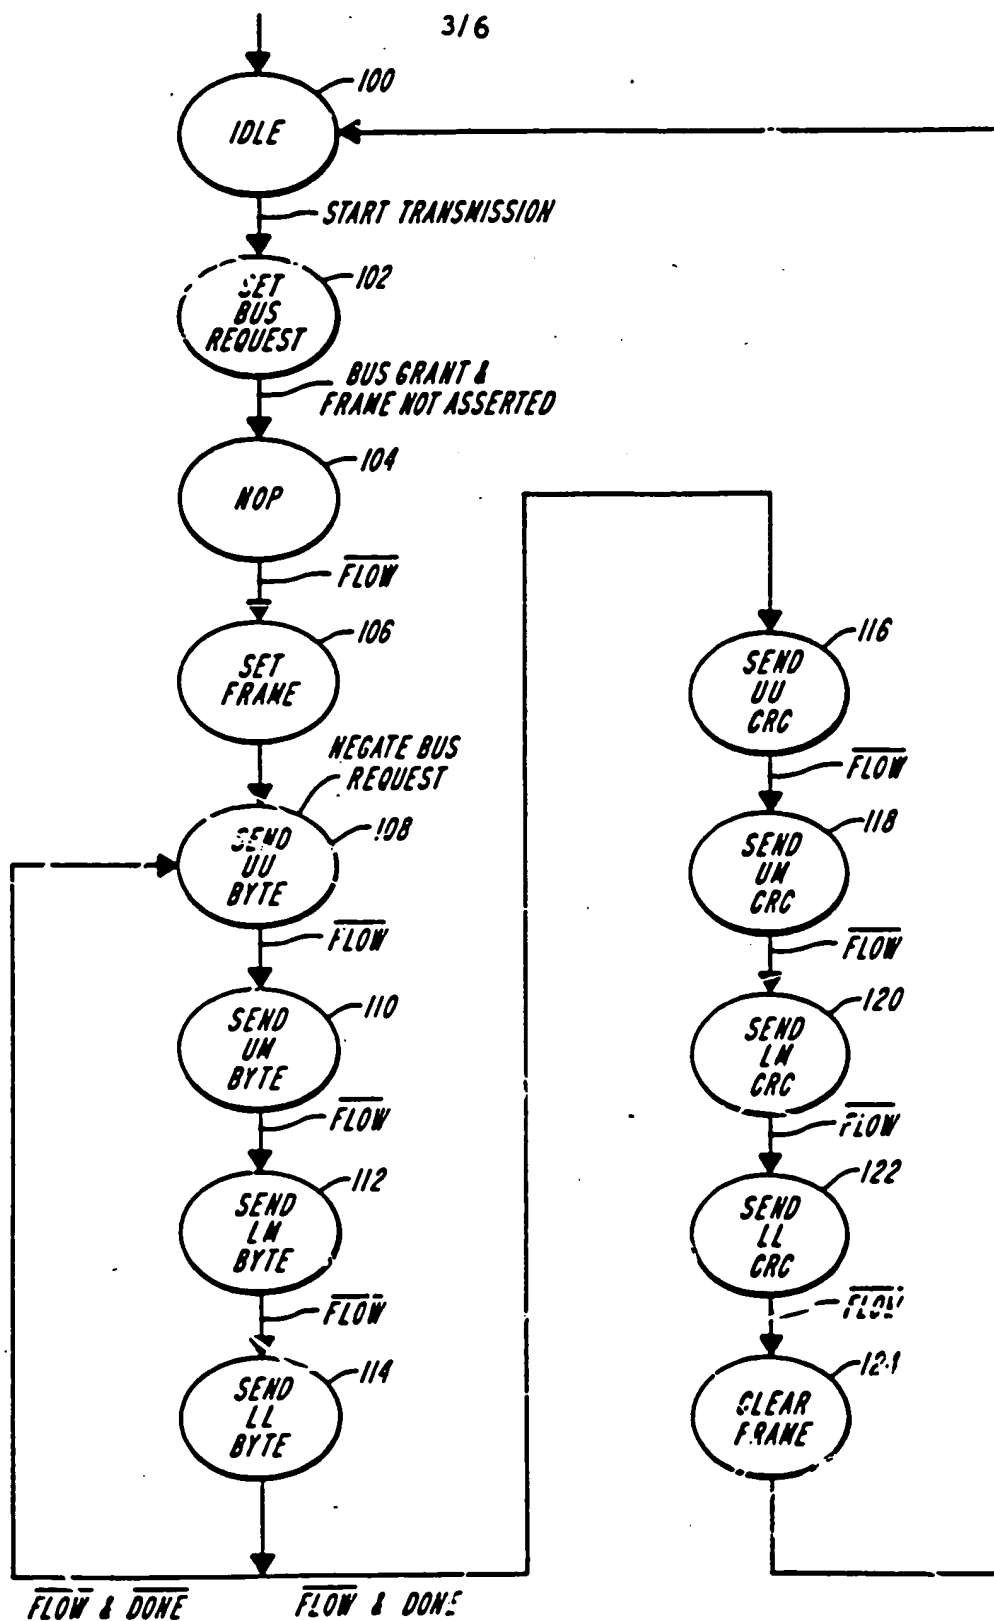 3/6
100
IDLE
START TRANSMISSION
102
SET
BUS
REQUEST
BUS GRANT &
FRAME NOT ASSERTED
104
NOP
FLOW
106
SET
FRAME
NEGATE BUS
REQUEST
108
SEND
UU
BYTE
FLOW
110
SEND
UM
BYTE
FLOW
112
SEND
LM
BYTE
FLOW
114
SEND
LL
BYTE
FLOW & DONE
FLOW & DONE
116
SEND
UU
CRC
FLOW
118
SEND
UM
CRC
FLOW
120
SEND
LM
CRC
FLOW
122
SEND
LL
CRC
FLOW
124
CLEAR
FRAME